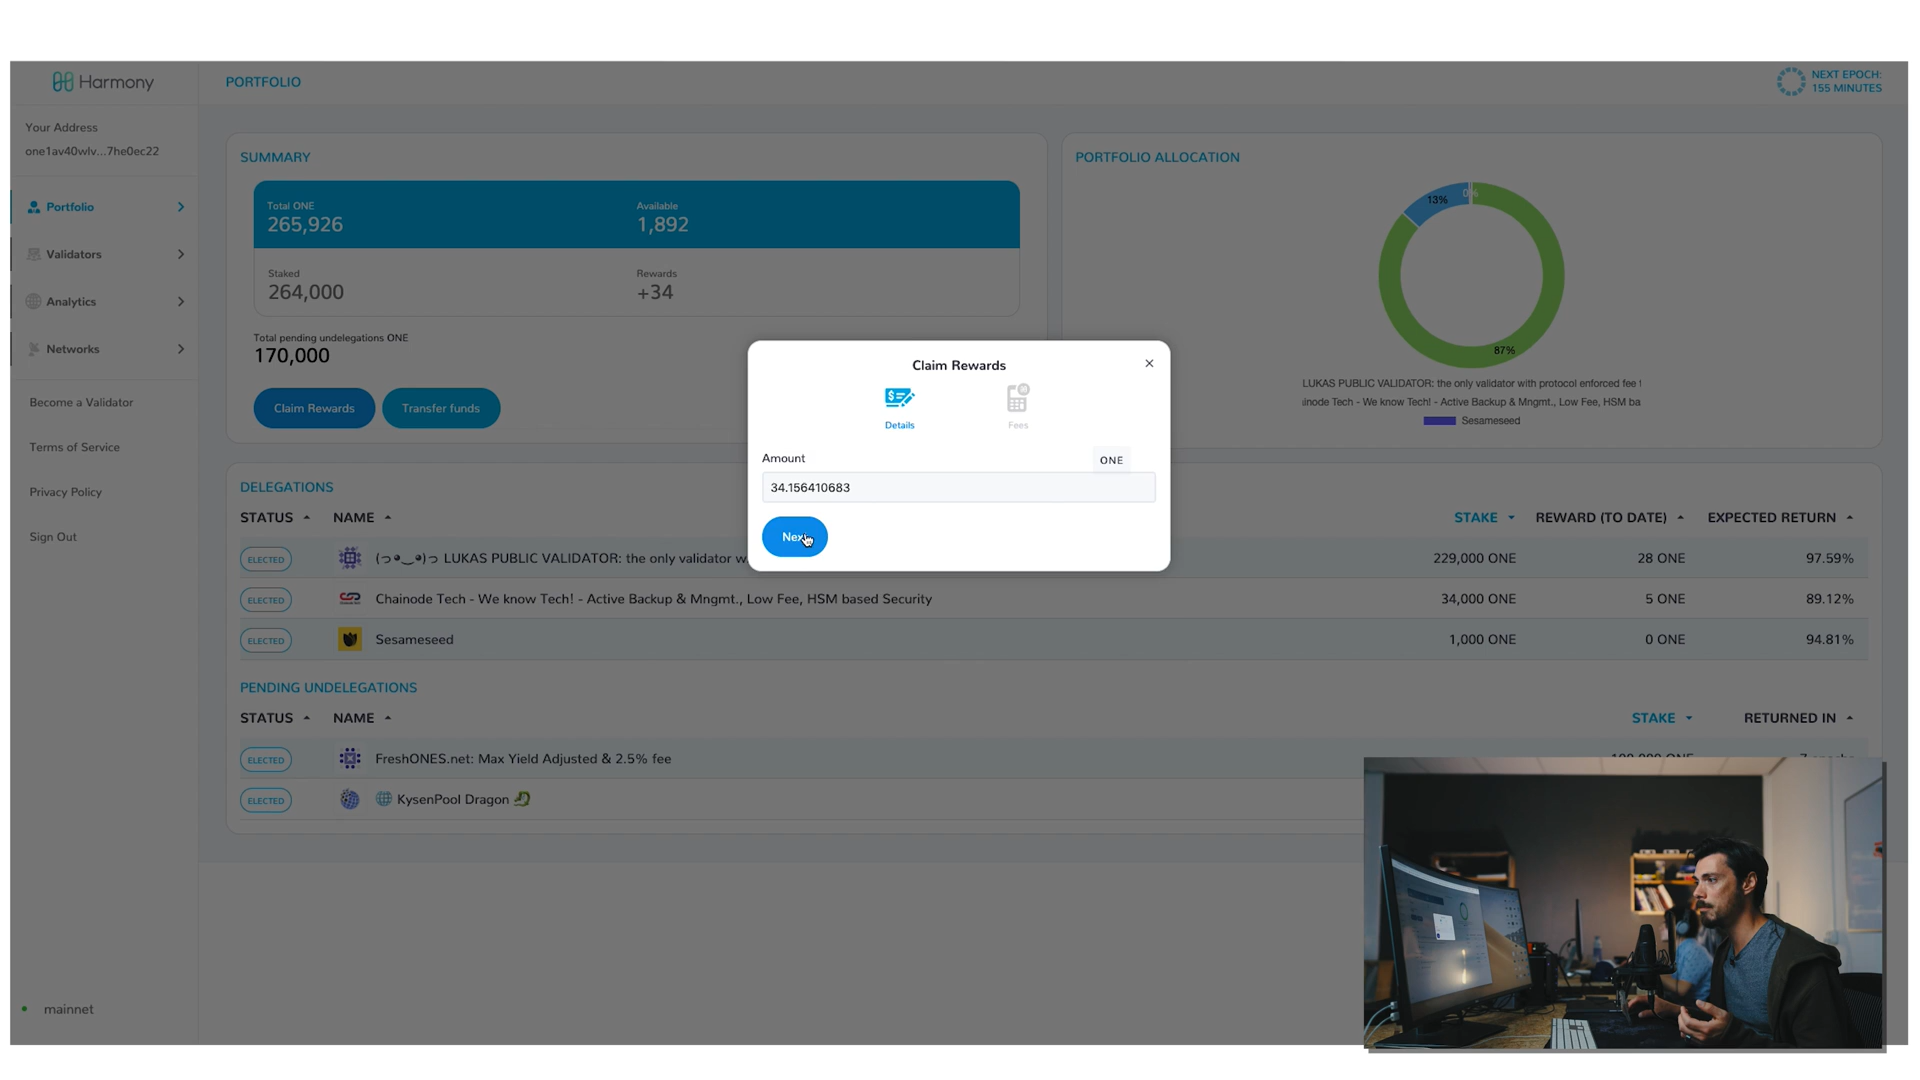 Harmony
PORTFOLIO
NEXT EPOCH:
155 MINUTES
Your Address
one1av40wlv...7he0ec22
Portfolio
Validators
Analytics
Networks
Become a Validator
Terms of Service
Privacy Policy
Sign Out
mainnet
SUMMARY
Total ONE
265,926
Available
1,892
Staked
264,000
Rewards
+34
Total pending undelegations ONE
170,000
Claim Rewards
Transfer funds
PORTFOLIO ALLOCATION
13%
0%
87%
LUKAS PUBLIC VALIDATOR: the only validator with protocol enforced fee
inode Tech - We know Tech! - Active Backup & Mngmt., Low Fee, HSM ba
Sesameseed
Claim Rewards
Details
Fees
Amount
ONE
34.156410683
Next
DELEGATIONS
STATUS NAME STAKE REWARD (TO DATE) EXPECTED RETURN
ELECTED (っ◕‿◕)っ LUKAS PUBLIC VALIDATOR: the only validator w 229,000 ONE 28 ONE 97.59%
ELECTED Chainode Tech - We know Tech! - Active Backup & Mngmt., Low Fee, HSM based Security 34,000 ONE 5 ONE 89.12%
ELECTED Sesameseed 1,000 ONE 0 ONE 94.81%
PENDING UNDELEGATIONS
STATUS NAME STAKE RETURNED IN
ELECTED FreshONES.net: Max Yield Adjusted & 2.5% fee
ELECTED 🌐 KysenPool Dragon 🐉